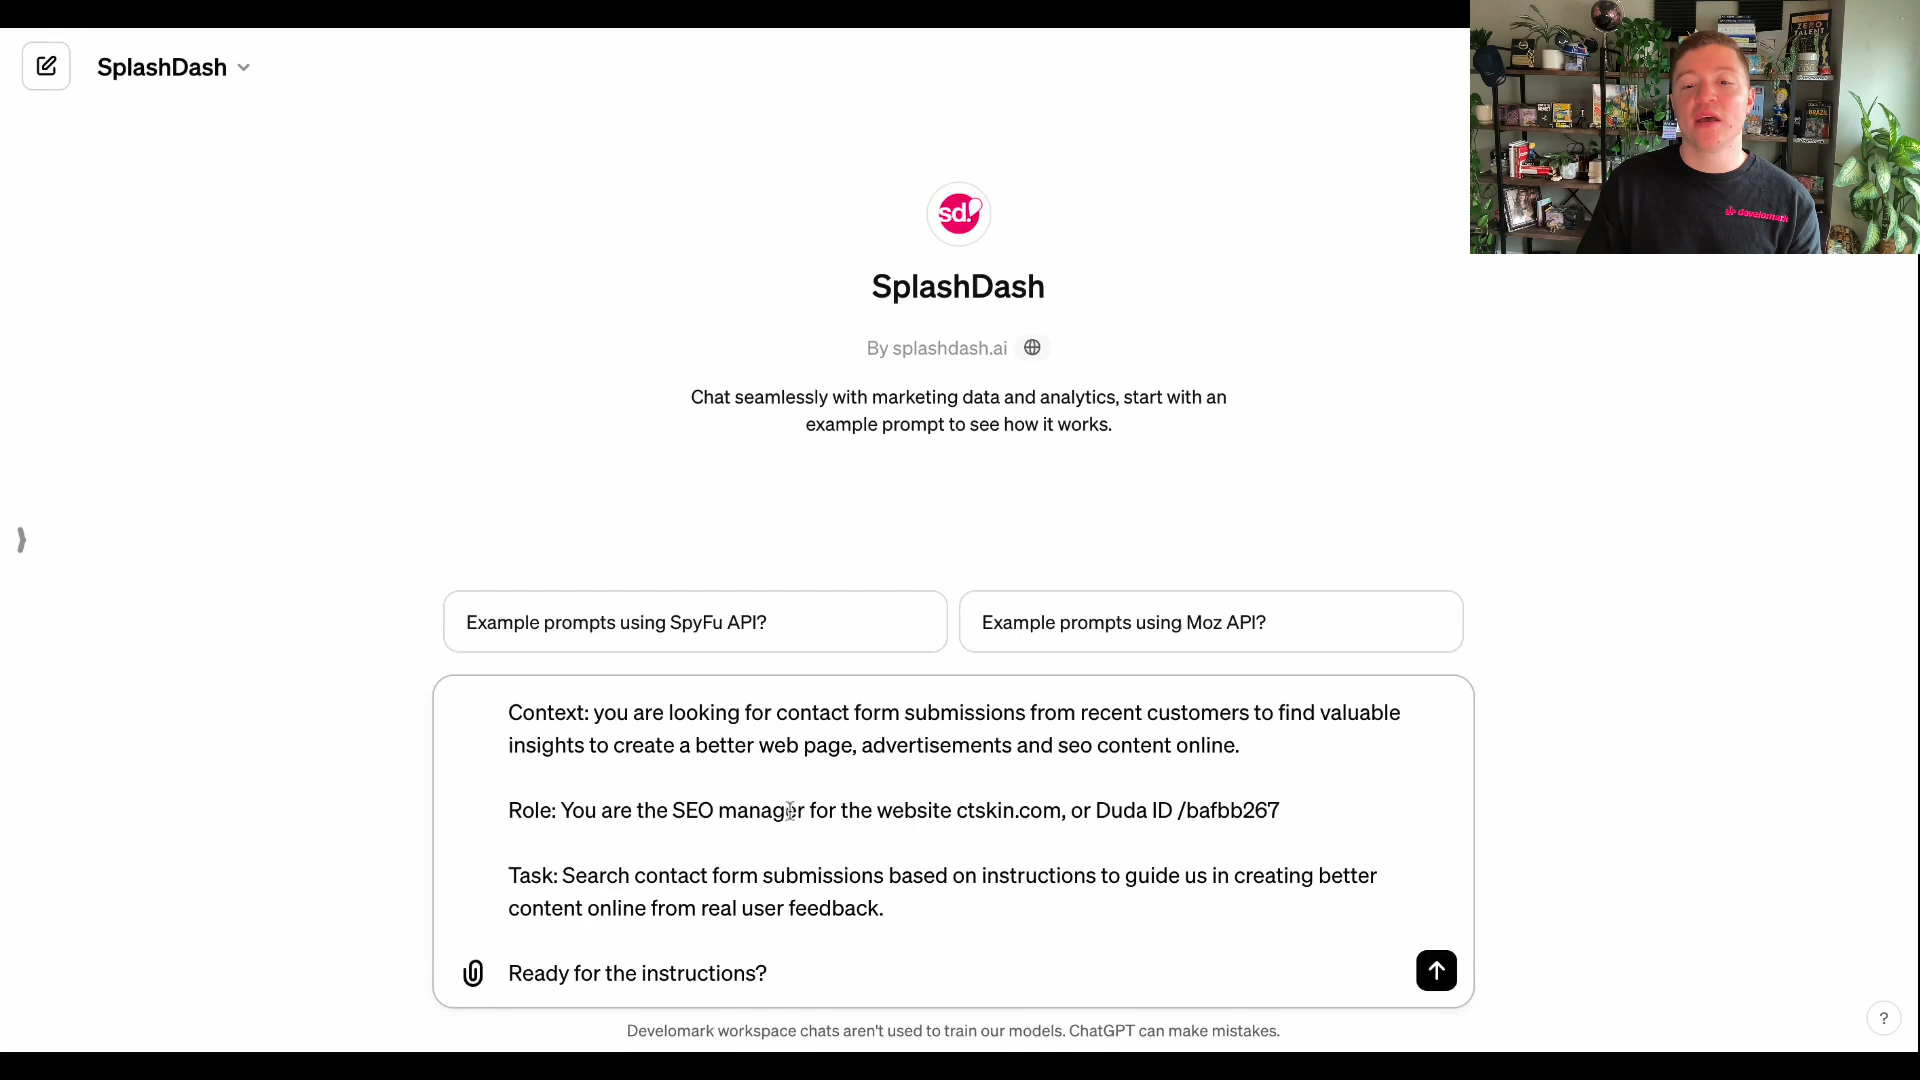 SplashDash
ZERO
TALENT
BRAZIL
develomark
sd!
SplashDash
By splashdash.ai
Chat seamlessly with marketing data and analytics, start with an
example prompt to see how it works.
Example prompts using SpyFu API?
Example prompts using Moz API?
Context: you are looking for contact form submissions from recent customers to find valuable
insights to create a better web page, advertisements and seo content online.
Role: You are the SEO manager for the website ctskin.com, or Duda ID /bafbb267
Task: Search contact form submissions based on instructions to guide us in creating better
content online from real user feedback.
Ready for the instructions?
Develomark workspace chats aren't used to train our models. ChatGPT can make mistakes.
?